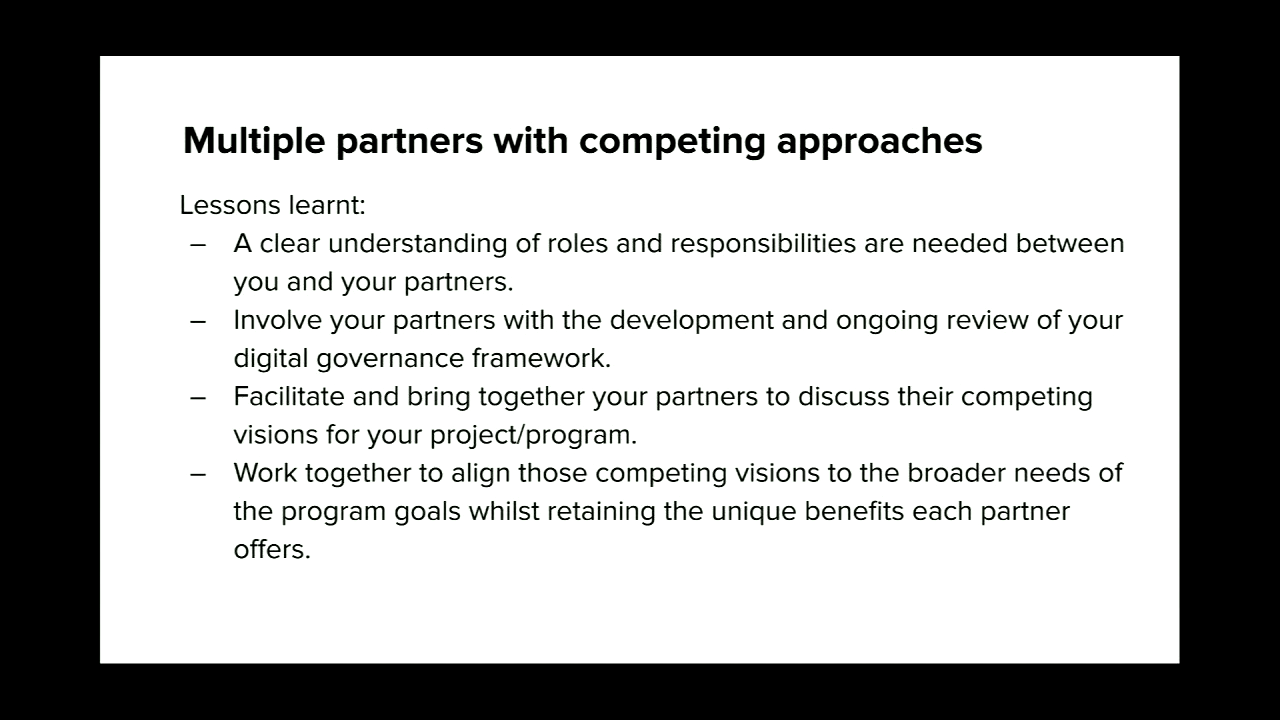 Multiple partners with competing approaches
Lessons learnt:
– A clear understanding of roles and responsibilities are needed between
you and your partners.
– Involve your partners with the development and ongoing review of your
digital governance framework.
– Facilitate and bring together your partners to discuss their competing
visions for your project/program.
– Work together to align those competing visions to the broader needs of
the program goals whilst retaining the unique benefits each partner
offers.